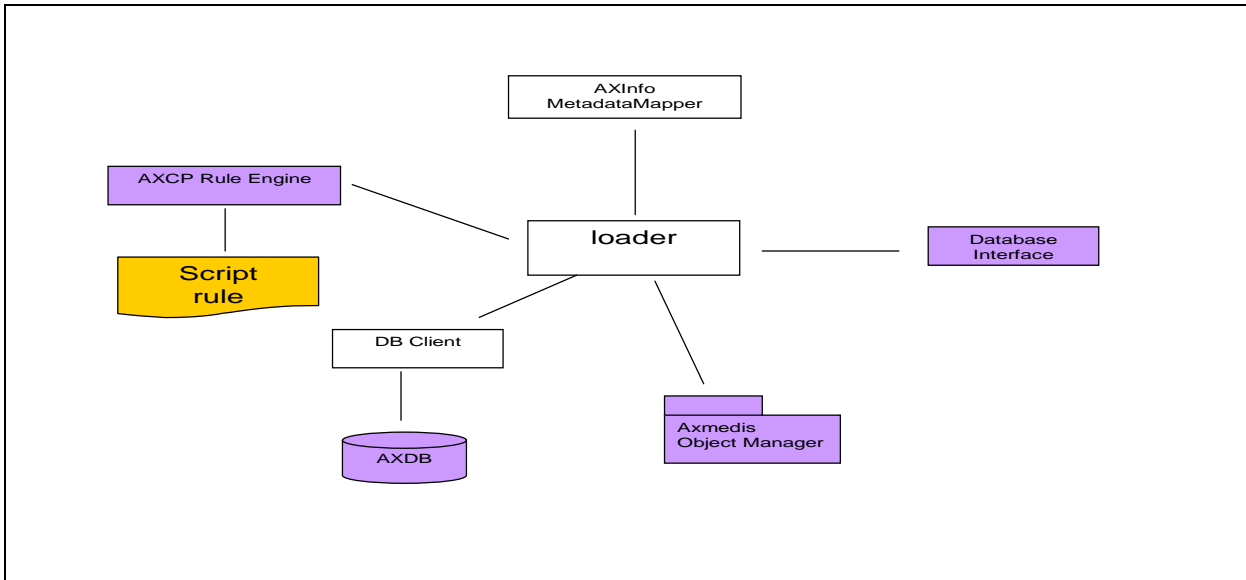 AXInfo
MetadataMapper
AXCP Rule Engine
loader
Database
Interface
Script
rule
DB Client
Axmedis
Object Manager
AXDB